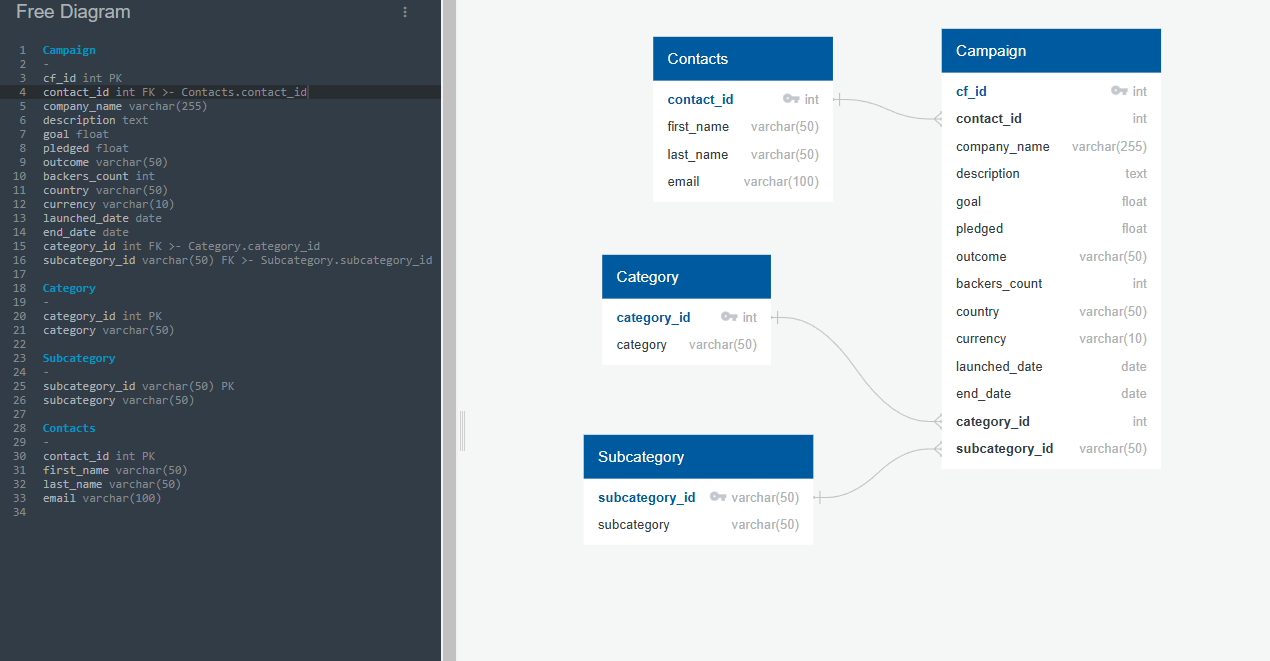 Free Diagram
1 Campaign
2 -
3 cf_id int PK
4 contact_id int FK >- Contacts.contact_id
5 company_name varchar(255)
6 description text
7 goal float
8 pledged float
9 outcome varchar(50)
10 backers_count int
11 country varchar(50)
12 currency varchar(10)
13 launched_date date
14 end_date date
15 category_id int FK >- Category.category_id
16 subcategory_id varchar(50) FK >- Subcategory.subcategory_id
17
18 Category
19 -
20 category_id int PK
21 category varchar(50)
22
23 Subcategory
24 -
25 subcategory_id varchar(50) PK
26 subcategory varchar(50)
27
28 Contacts
29 -
30 contact_id int PK
31 first_name varchar(50)
32 last_name varchar(50)
33 email varchar(100)
34
Contacts
contact_id int
first_name varchar(50)
last_name varchar(50)
email varchar(100)
Category
category_id int
category varchar(50)
Subcategory
subcategory_id varchar(50)
subcategory varchar(50)
Campaign
cf_id int
contact_id int
company_name varchar(255)
description text
goal float
pledged float
outcome varchar(50)
backers_count int
country varchar(50)
currency varchar(10)
launched_date date
end_date date
category_id int
subcategory_id varchar(50)